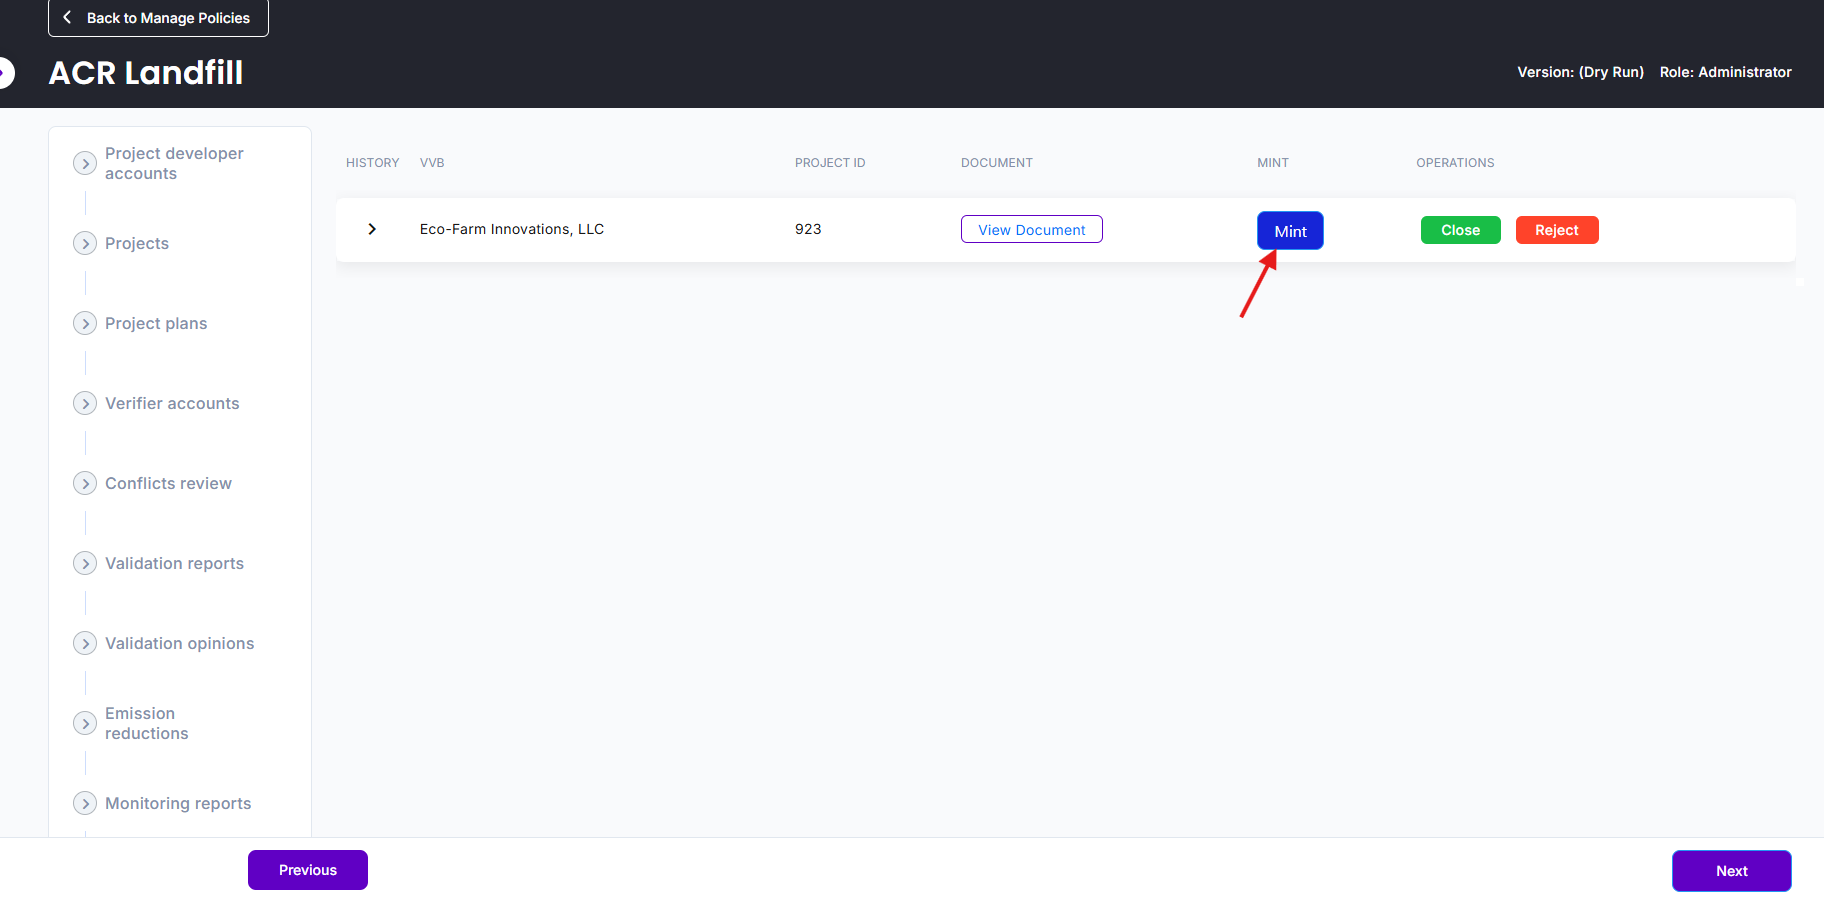 Back to Manage Policies
ACR Landfill
Version: (Dry Run) Role: Administrator
Project developer
accounts
Projects
Project plans
Verifier accounts
Conflicts review
Validation reports
Validation opinions
Emission
reductions
Monitoring reports
HISTORY VVB PROJECT ID DOCUMENT MINT OPERATIONS
Eco-Farm Innovations, LLC 923 View Document Mint Close Reject
Previous
Next